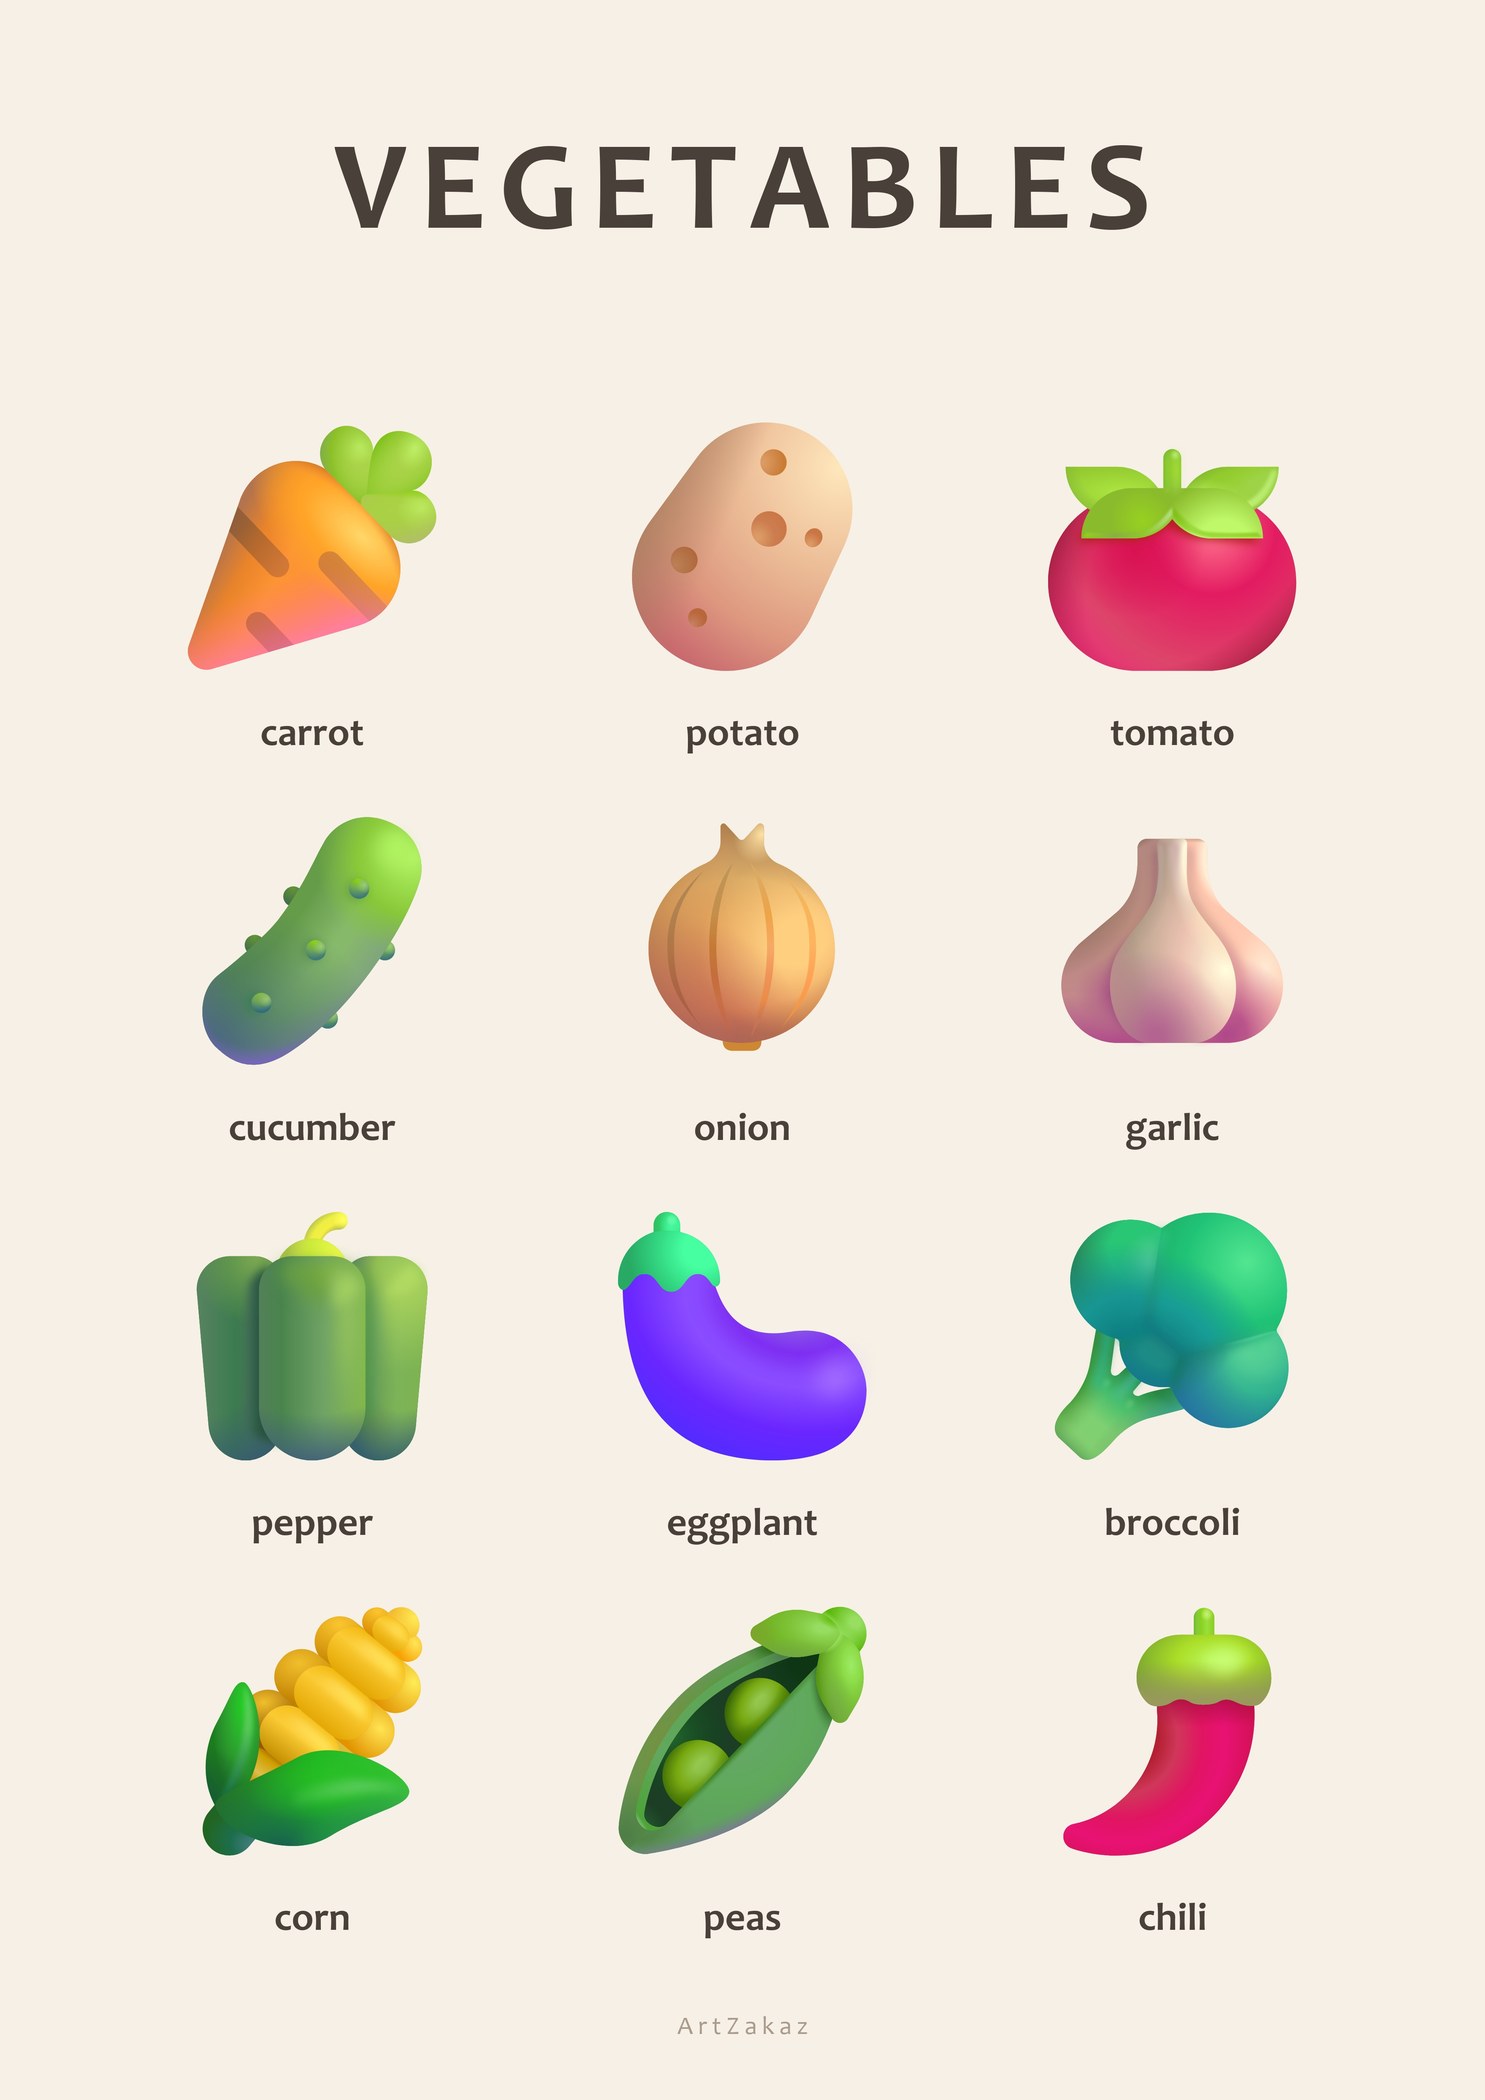 VEGETABLES
carrot
potato
tomato
cucumber
onion
garlic
pepper
eggplant
broccoli
corn
peas
chili
ArtZakaz